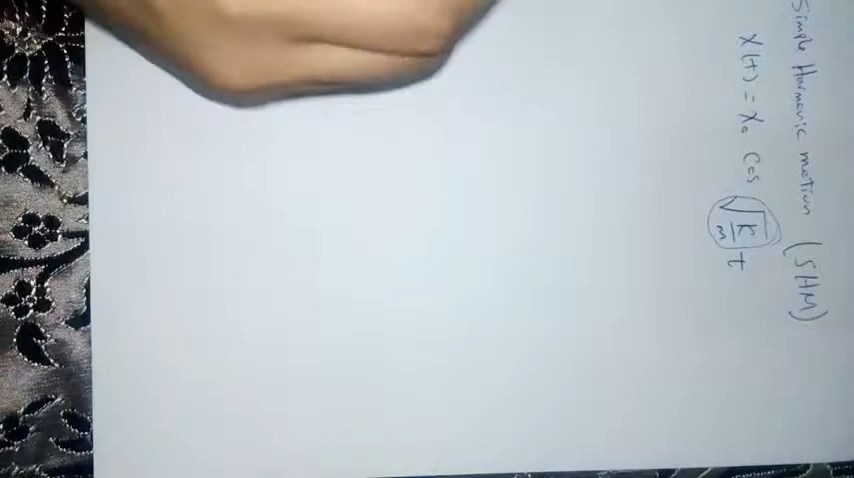 Simple Harmonic motion (SHM)
X(t) = X₀ Cos √(K/m) t